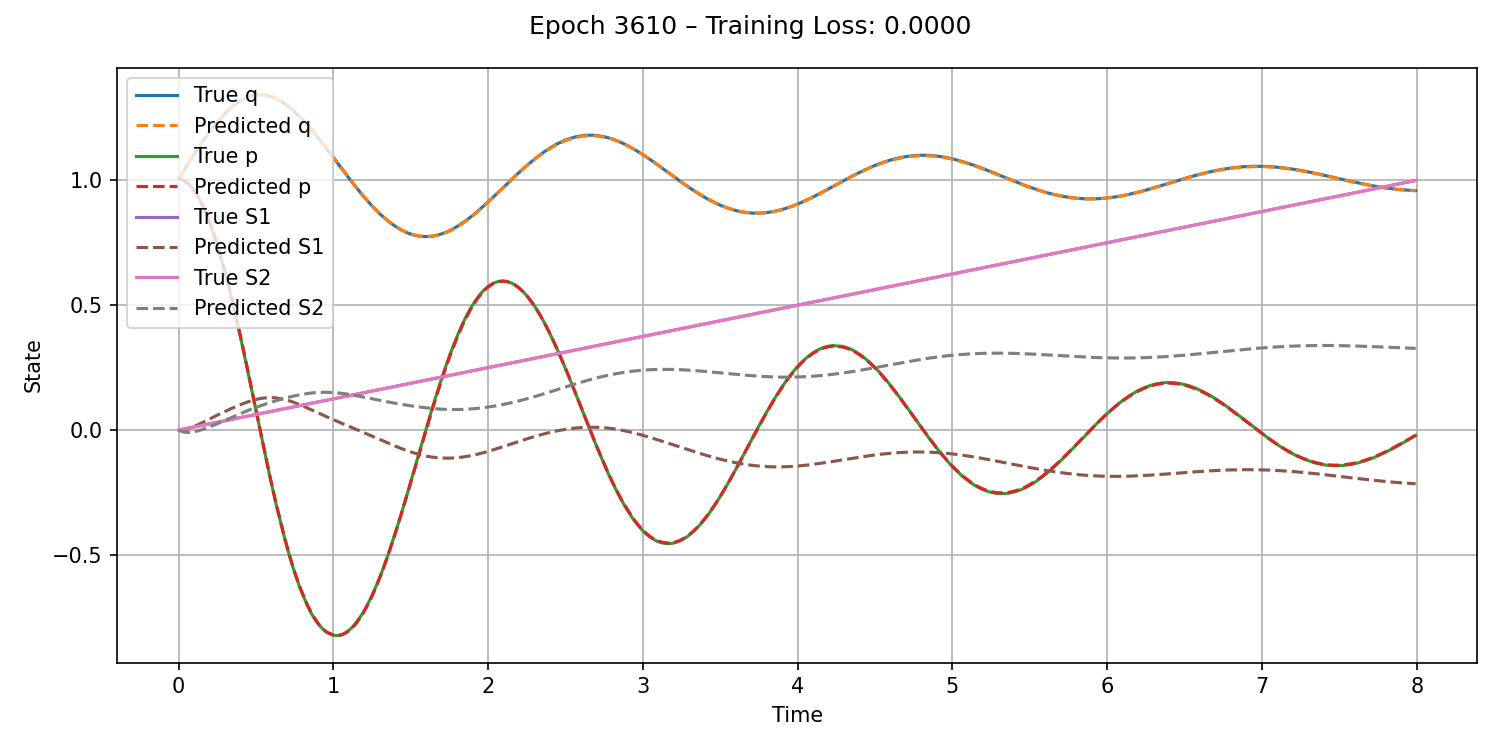 Epoch 3610 – Training Loss: 0.0000
True q
Predicted q
True p
Predicted p
True S1
Predicted S1
True S2
Predicted S2
State
1.0
0.5
0.0
−0.5
0 1 2 3 4 5 6 7 8
Time